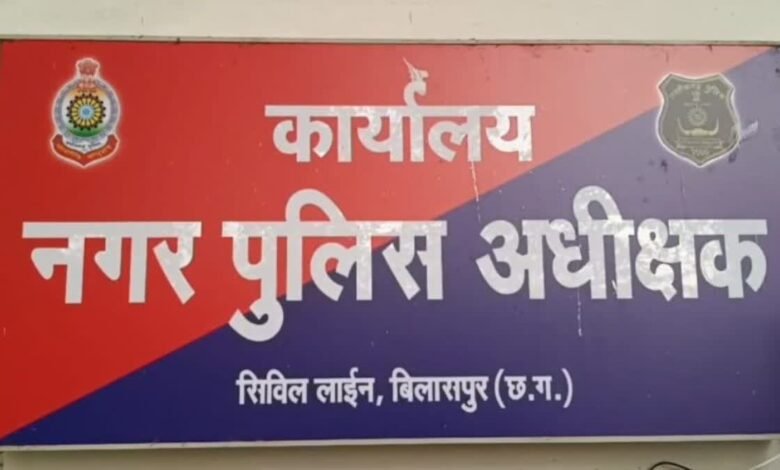 कार्यालय
नगर पुलिस अधीक्षक
सिविल लाईन, बिलासपुर (छ.ग.)